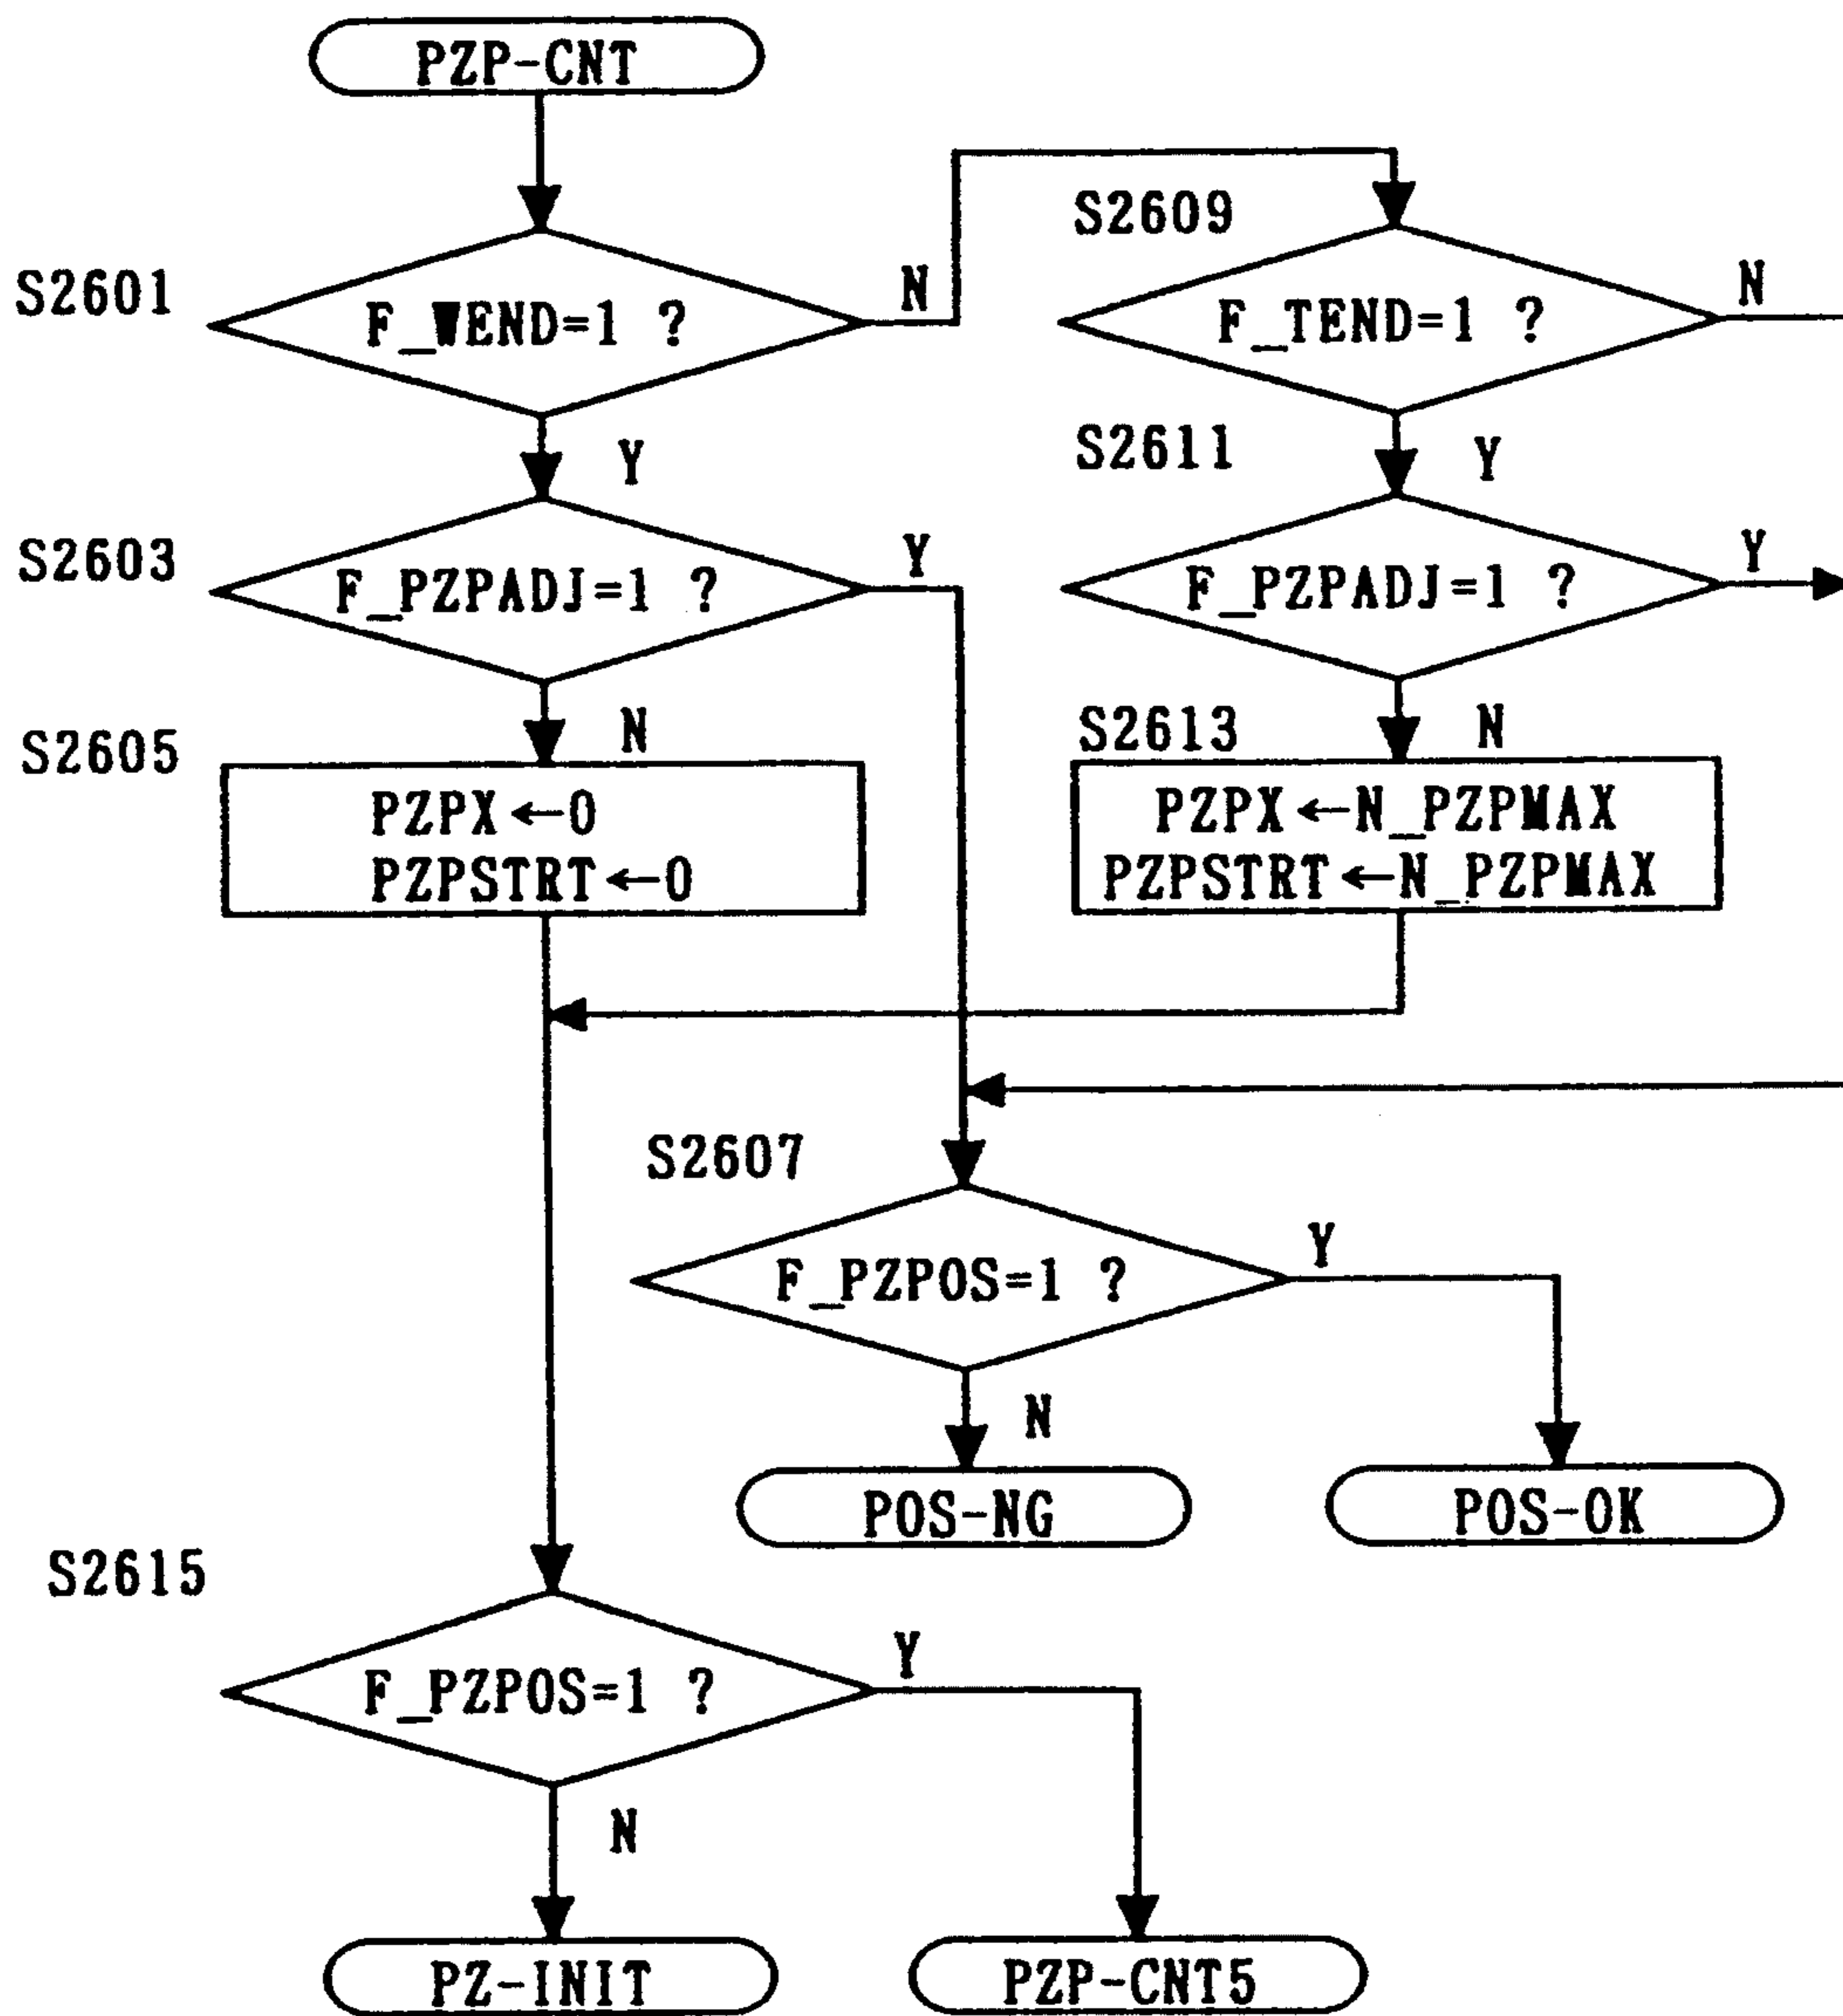 PZP-CNT
S2601
F_WEND=1 ?
N
S2609
F_TEND=1 ?
N
Y
S2611
Y
S2603
F_PZPADJ=1 ?
Y
F_PZPADJ=1 ?
Y
S2605
N
S2613
N
PZPX←0
PZPSTRT←0
PZPX←N_PZPMAX
PZPSTRT←N_PZPMAX
S2607
F_PZPOS=1 ?
Y
N
POS-NG
POS-OK
S2615
F_PZPOS=1 ?
Y
N
PZ-INIT
PZP-CNT5